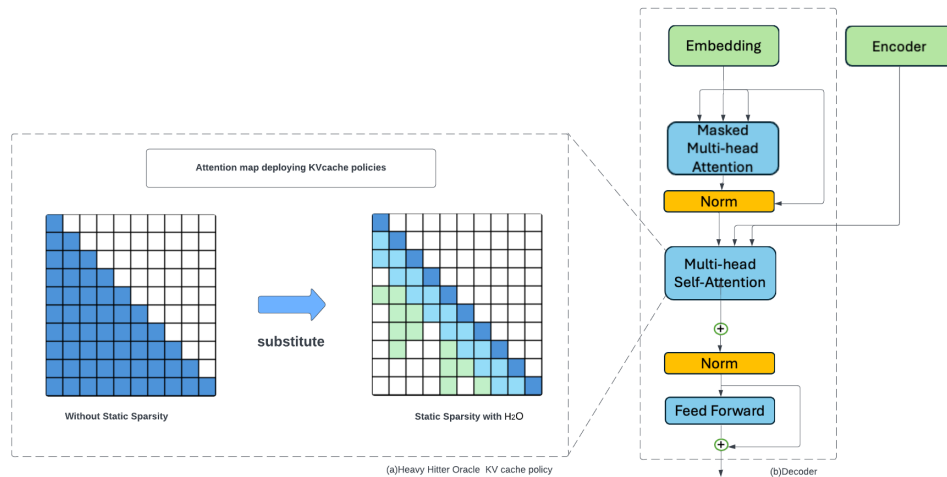 Embedding
Encoder
Masked
Multi-head
Attention
Norm
Attention map deploying KVcache policies
Multi-head
Self-Attention
substitute
+
Norm
Without Static Sparsity
Static Sparsity with H2O
Feed Forward
+
(a)Heavy Hitter Oracle KV cache policy
(b)Decoder